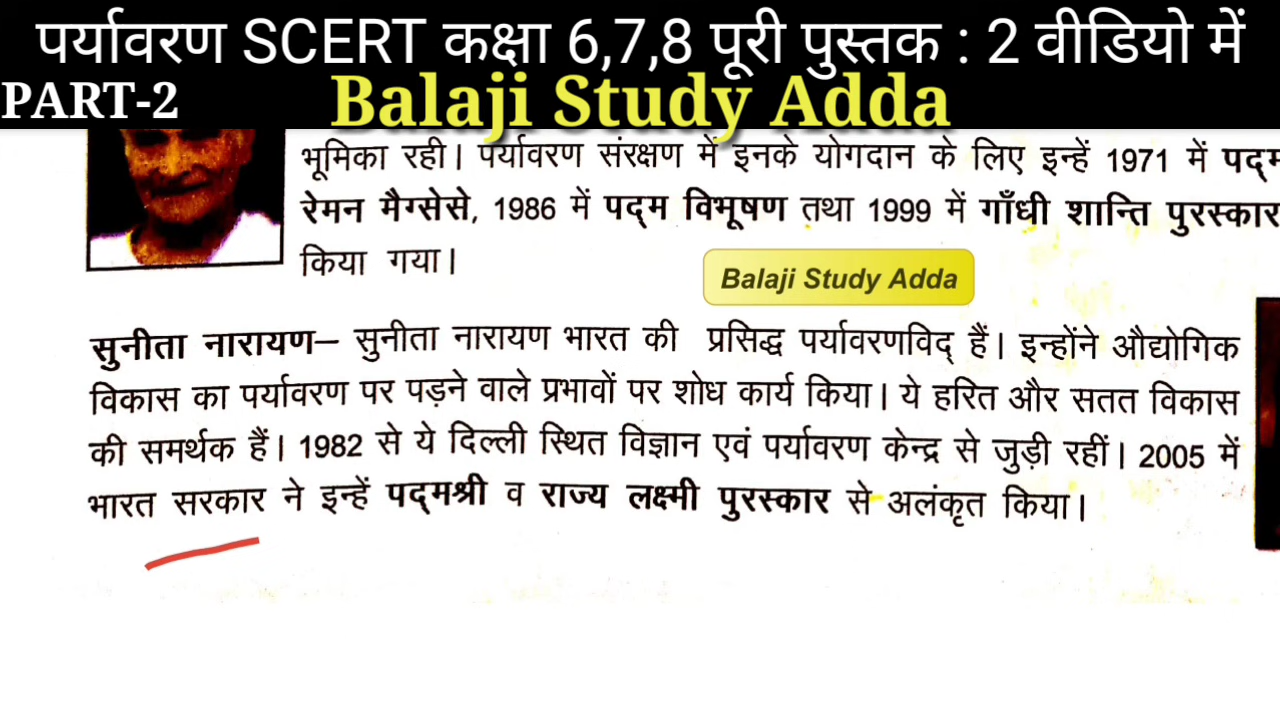 पर्यावरण SCERT कक्षा 6,7,8 पूरी पुस्तक : 2 वीडियो में
PART-2 Balaji Study Adda
भूमिका रही। पर्यावरण संरक्षण में इनके योगदान के लिए इन्हें 1971 में
रेमन मैग्सेसे, 1986 में पद्म विभूषण तथा 1999 में गाँधी शान्ति पुरस्कार
किया गया।
Balaji Study Adda
सुनीता नारायण– सुनीता नारायण भारत की प्रसिद्ध पर्यावरणविद् हैं। इन्होंने औद्योगिक
विकास का पर्यावरण पर पड़ने वाले प्रभावों पर शोध कार्य किया। ये हरित और सतत विकास
की समर्थक हैं। 1982 से ये दिल्ली स्थित विज्ञान एवं पर्यावरण केन्द्र से जुड़ी रहीं। 2005 में
भारत सरकार ने इन्हें पद्मश्री व राज्य लक्ष्मी पुरस्कार से अलंकृत किया।